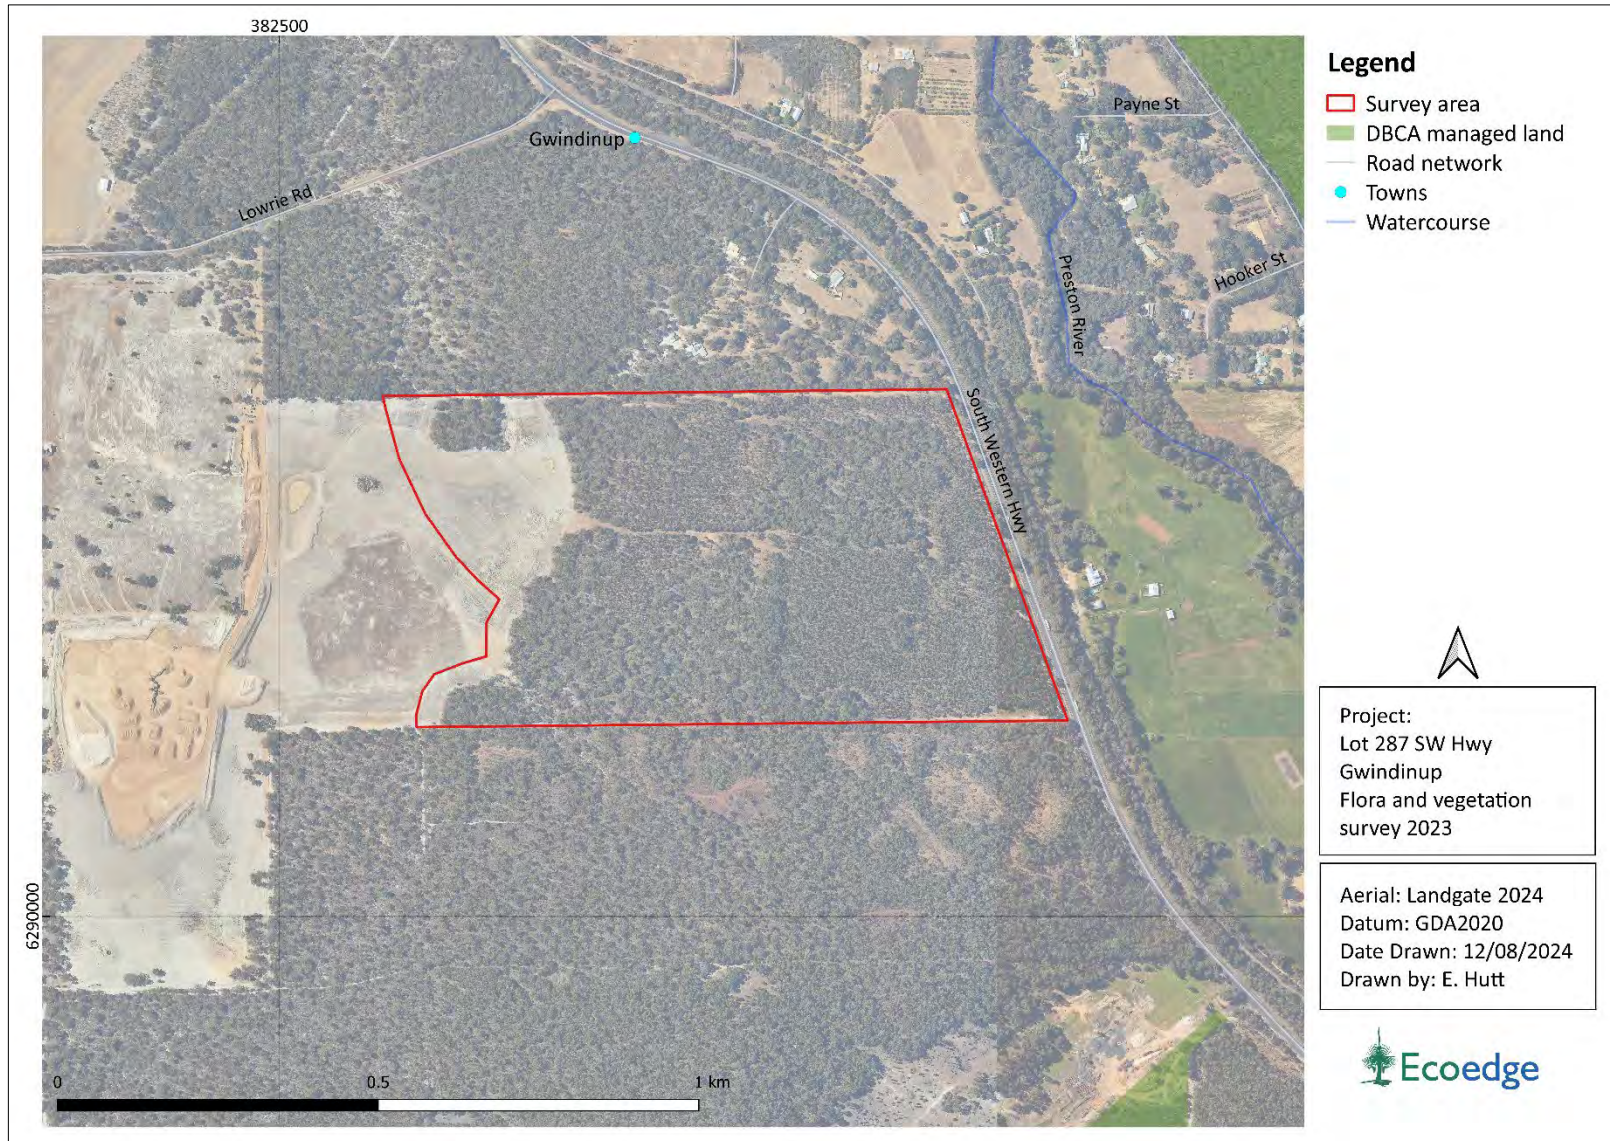 382500
Legend
Survey area
DBCA managed land
Road network
Towns
Watercourse
Payne St
Gwindinup
Lowrie Rd
Hooker St
Preston River
South Western Hwy
6290000
0 0.5 1 km
Project:
Lot 287 SW Hwy
Gwindinup
Flora and vegetation
survey 2023
Aerial: Landgate 2024
Datum: GDA2020
Date Drawn: 12/08/2024
Drawn by: E. Hutt
Ecoedge